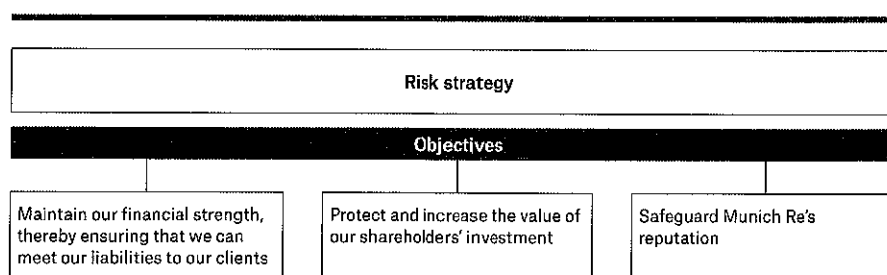 Risk strategy
Objectives
Maintain our financial strength,
thereby ensuring that we can
meet our liabilities to our clients
Protect and increase the value of
our shareholders' investment
Safeguard Munich Re's
reputation